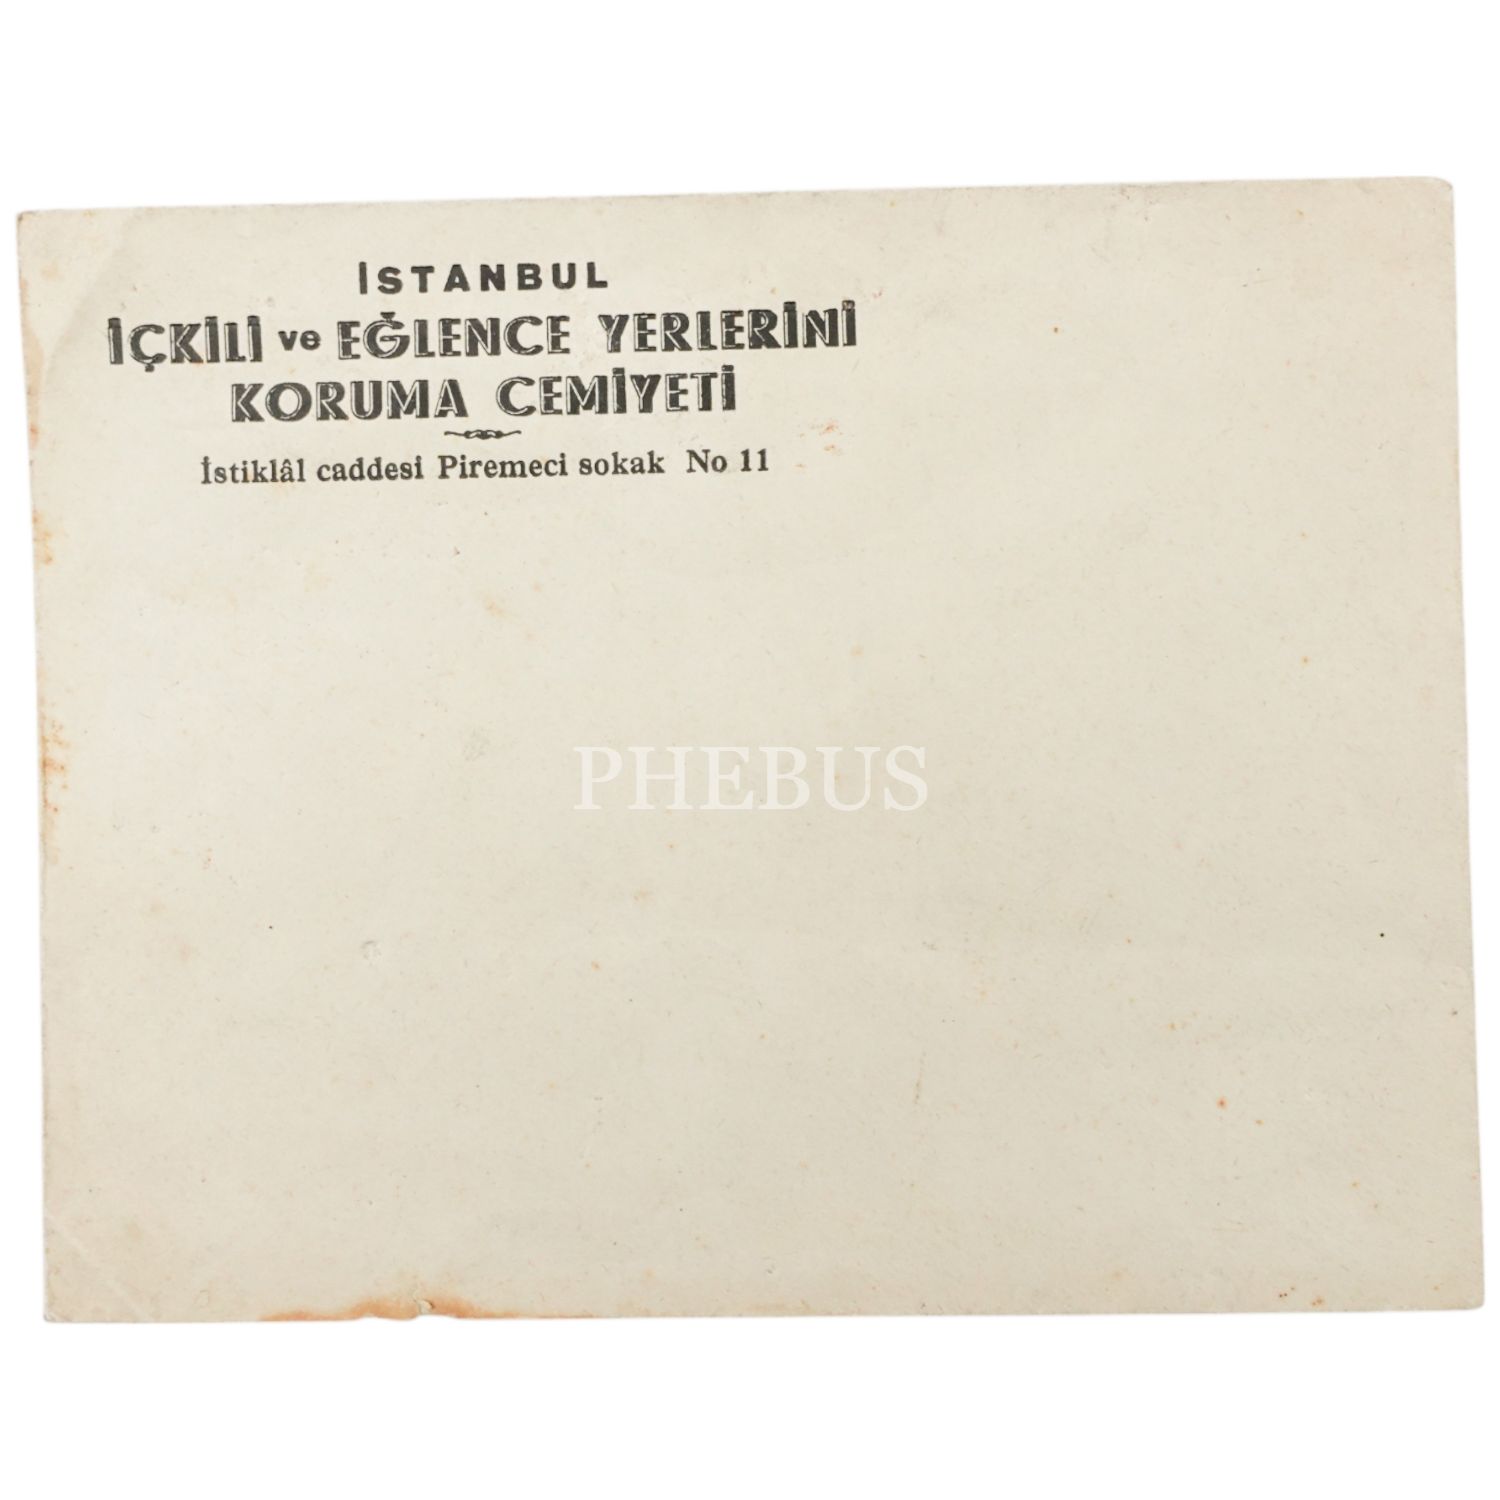 İSTANBUL
İÇKİLİ ve EĞLENCE YERLERİNİ
KORUMA CEMİYETİ
İstiklâl caddesi Piremeci sokak No 11
PHEBUS